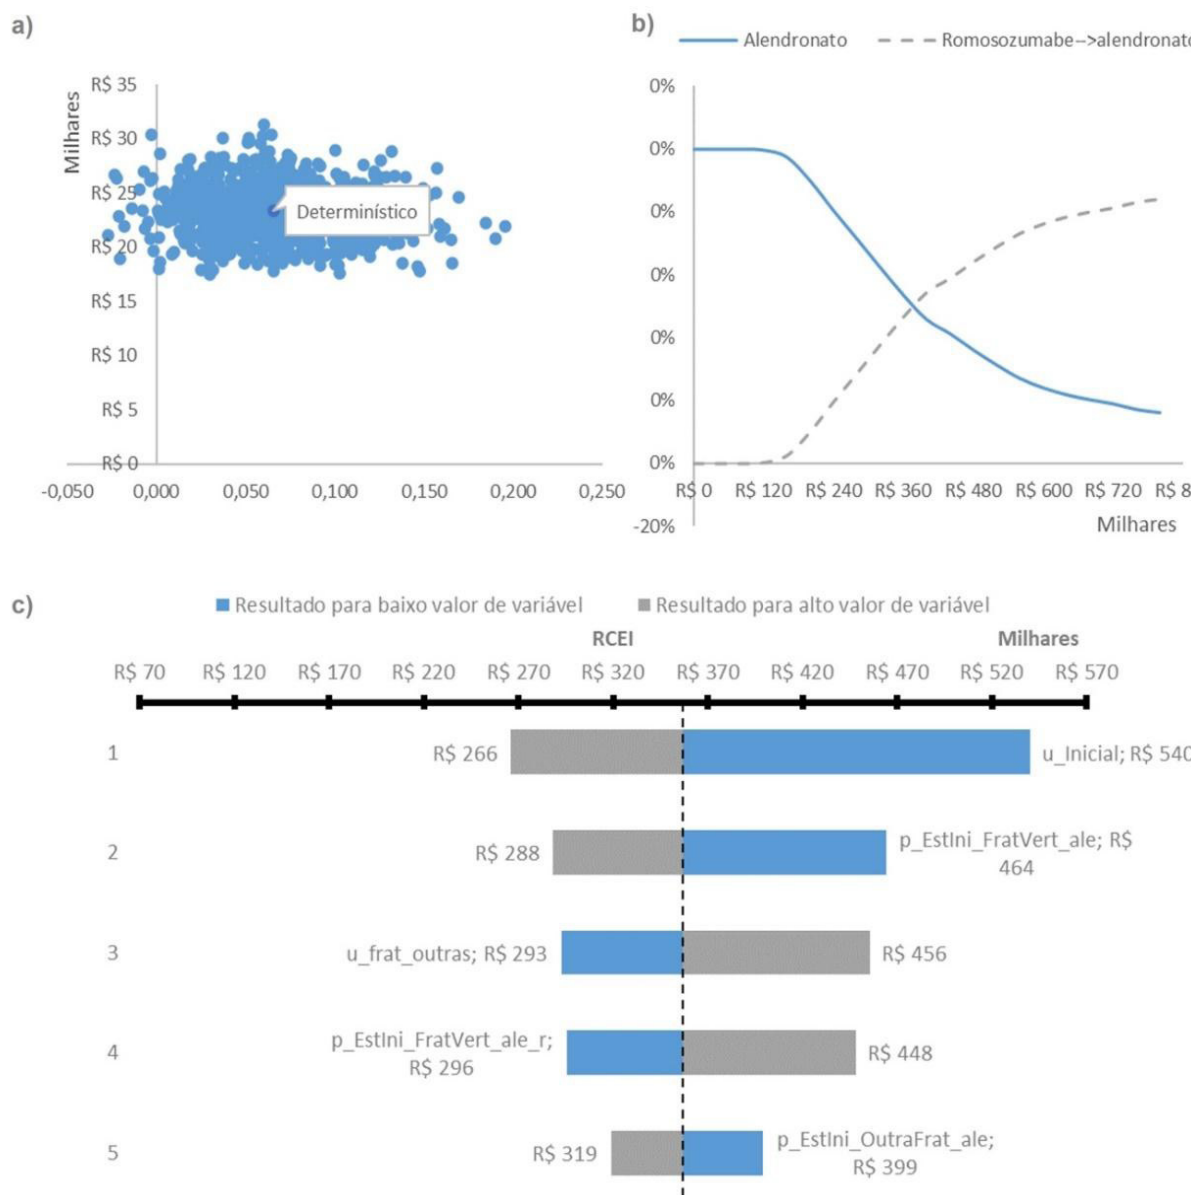 a)
Milhares
R$ 35
R$ 30
R$ 25
R$ 20
R$ 15
R$ 10
R$ 5
R$ 0
Determinístico
-0,050 0,000 0,050 0,100 0,150 0,200 0,250
b)
Alendronato Romosozumabe-->alendronato
0%
0%
0%
0%
0%
0%
0%
-20%
R$ 0 R$ 120 R$ 240 R$ 360 R$ 480 R$ 600 R$ 720 R$ 8
Milhares
c)
Resultado para baixo valor de variável Resultado para alto valor de variável
RCEI Milhares
R$ 70 R$ 120 R$ 170 R$ 220 R$ 270 R$ 320 R$ 370 R$ 420 R$ 470 R$ 520 R$ 570
1 R$ 266 u_Inicial; R$ 540
2 R$ 288 p_EstIni_FratVert_ale; R$
464
3 u_frat_outras; R$ 293 R$ 456
4 p_EstIni_FratVert_ale_r;
R$ 296 R$ 448
5 R$ 319 p_EstIni_OutraFrat_ale;
R$ 399